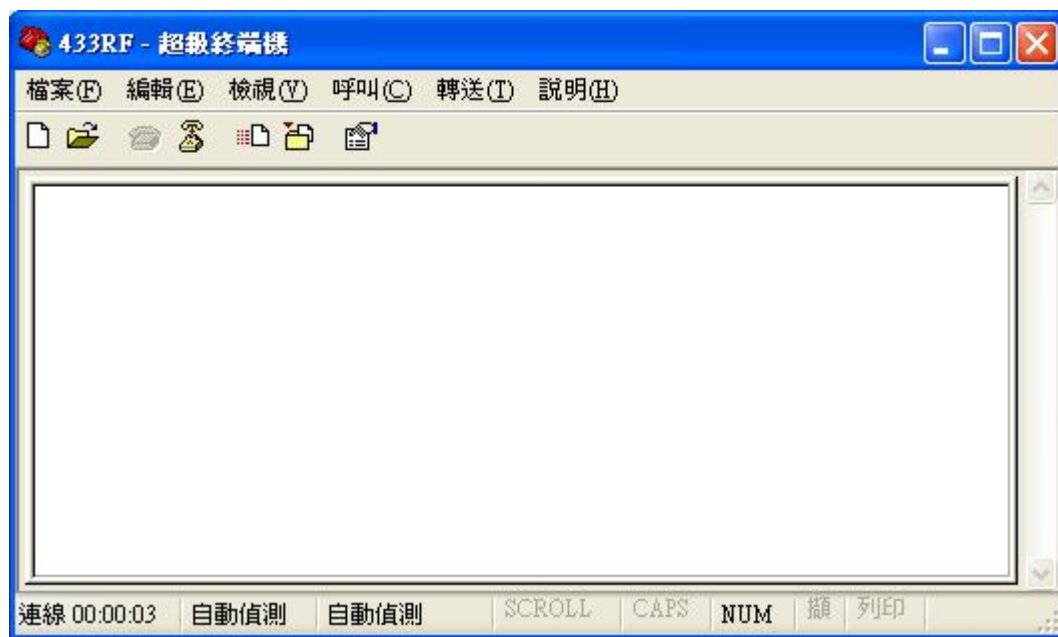 433RF - 超級終端機
檔案(F) 編輯(E) 檢視(V) 呼叫(C) 轉送(T) 說明(H)
連線 00:00:03 自動偵測 自動偵測 SCROLL CAPS NUM 擷 列印